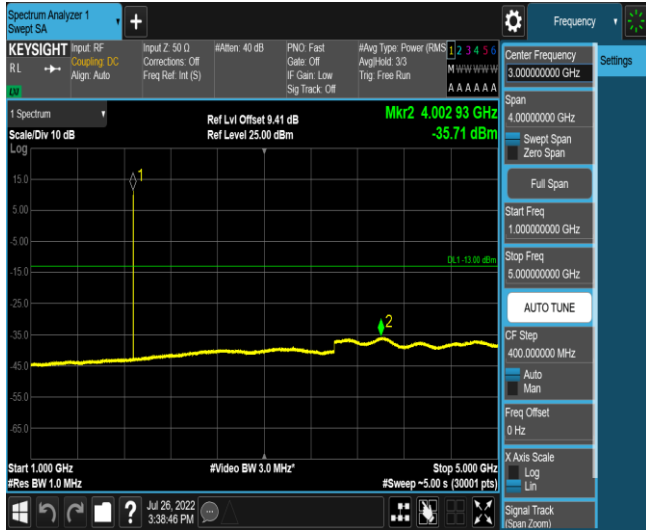 Spectrum Analyzer 1
Swept SA
Frequency
KEYSIGHT
RL
Input: RF
Coupling: DC
Align: Auto
Input Z: 50 Ω
Corrections: Off
Freq Ref: Int (S)
#Atten: 40 dB
PNO: Fast
Gate: Off
IF Gain: Low
Sig Track: Off
#Avg Type: Power (RMS
Avg|Hold: 3/3
Trig: Free Run
1 2 3 4 5 6
M W W W W W
A A A A A A
1 Spectrum
Scale/Div 10 dB
Log
Ref Lvl Offset 9.41 dB
Ref Level 25.00 dBm
Mkr2 4.002 93 GHz
-35.71 dBm
15.0
5.00
-5.00
-15.0
-25.0
-35.0
-45.0
-55.0
-65.0
1
2
DL1 -13.00 dBm
Start 1.000 GHz
#Res BW 1.0 MHz
#Video BW 3.0 MHz*
Stop 5.000 GHz
#Sweep ~5.00 s (30001 pts)
Jul 26, 2022
3:38:46 PM
Center Frequency
3.000000000 GHz
Span
4.00000000 GHz
Swept Span
Zero Span
Full Span
Start Freq
1.000000000 GHz
Stop Freq
5.000000000 GHz
AUTO TUNE
CF Step
400.000000 MHz
Auto
Man
Freq Offset
0 Hz
X Axis Scale
Log
Lin
Signal Track
(Span Zoom)
Settings